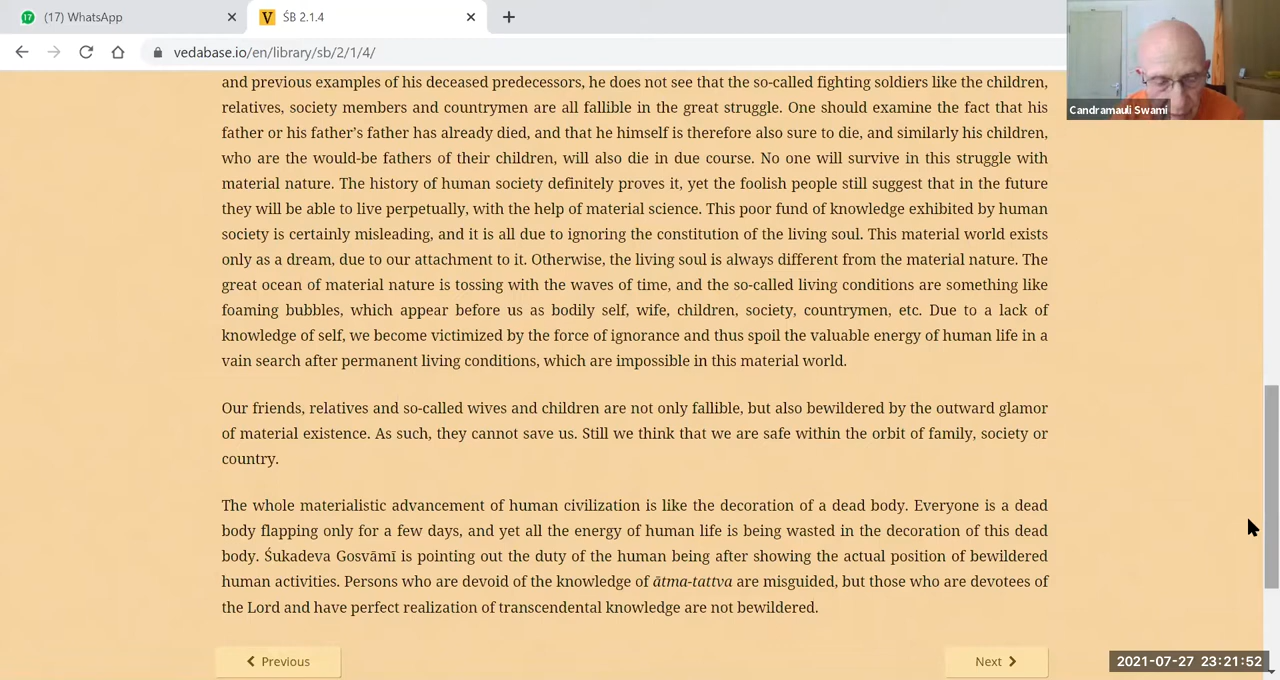 (17) WhatsApp
ŚB 2.1.4
vedabase.io/en/library/sb/2/1/4/
Candramauli Swami
and previous examples of his deceased predecessors, he does not see that the so-called fighting soldiers like the children,
relatives, society members and countrymen are all fallible in the great struggle. One should examine the fact that his
father or his father’s father has already died, and that he himself is therefore also sure to die, and similarly his children,
who are the would-be fathers of their children, will also die in due course. No one will survive in this struggle with
material nature. The history of human society definitely proves it, yet the foolish people still suggest that in the future
they will be able to live perpetually, with the help of material science. This poor fund of knowledge exhibited by human
society is certainly misleading, and it is all due to ignoring the constitution of the living soul. This material world exists
only as a dream, due to our attachment to it. Otherwise, the living soul is always different from the material nature. The
great ocean of material nature is tossing with the waves of time, and the so-called living conditions are something like
foaming bubbles, which appear before us as bodily self, wife, children, society, countrymen, etc. Due to a lack of
knowledge of self, we become victimized by the force of ignorance and thus spoil the valuable energy of human life in a
vain search after permanent living conditions, which are impossible in this material world.
Our friends, relatives and so-called wives and children are not only fallible, but also bewildered by the outward glamor
of material existence. As such, they cannot save us. Still we think that we are safe within the orbit of family, society or
country.
The whole materialistic advancement of human civilization is like the decoration of a dead body. Everyone is a dead
body flapping only for a few days, and yet all the energy of human life is being wasted in the decoration of this dead
body. Śukadeva Gosvāmī is pointing out the duty of the human being after showing the actual position of bewildered
human activities. Persons who are devoid of the knowledge of ātma-tattva are misguided, but those who are devotees of
the Lord and have perfect realization of transcendental knowledge are not bewildered.
Previous
Next
2021-07-27 23:21:52